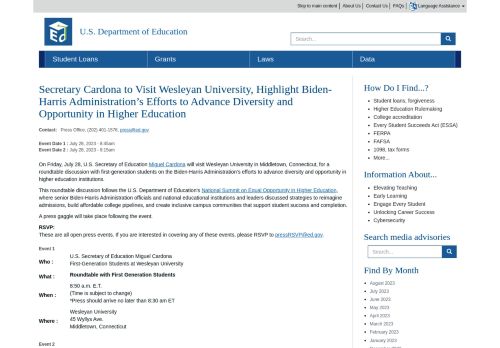 Skip to main content | About Us | Contact Us | FAQs | Language Assistance
U.S. Department of Education
Search...
Student Loans
Grants
Laws
Data
Secretary Cardona to Visit Wesleyan University, Highlight Biden-
Harris Administration's Efforts to Advance Diversity and
Opportunity in Higher Education
Contact: Press Office, (202) 401-1576, press@ed.gov
Event Date 1 : July 28, 2023 - 8:45am
Event Date 2 : July 28, 2023 - 6:15am
On Friday, July 28, U.S. Secretary of Education Miguel Cardona will visit Wesleyan University in Middletown, Connecticut, for a
roundtable discussion with first-generation students on the Biden-Harris Administration's efforts to advance diversity and opportunity in
higher education institutions.
This roundtable discussion follows the U.S. Department of Education's National Summit on Equal Opportunity in Higher Education,
where senior Biden-Harris Administration officials and national educational institutions and leaders discussed strategies to reimagine
admissions, build affordable college pipelines, and create inclusive campus communities that support student success and completion.
A press gaggle will take place following the event.
RSVP:
These are all open press events, if you are interested in covering any of these events, please RSVP to pressRSVP@ed.gov.
Event 1
Who : U.S. Secretary of Education Miguel Cardona
First-Generation Students at Wesleyan University
What : Roundtable with First Generation Students
When : 8:50 a.m. E.T.
(Time is subject to change)
*Press should arrive no later than 8:30 am ET
Where : Wesleyan University
45 Wyllys Ave.
Middletown, Connecticut
Event 2
How Do I Find...?
Student loans, forgiveness
Higher Education Rulemaking
College accreditation
Every Student Succeeds Act (ESSA)
FERPA
FAFSA
1098, tax forms
More...
Information About...
Elevating Teaching
Early Learning
Engage Every Student
Unlocking Career Success
Cybersecurity
Search media advisories
Search...
Find By Month
August 2023
July 2023
June 2023
May 2023
April 2023
March 2023
February 2023
January 2023